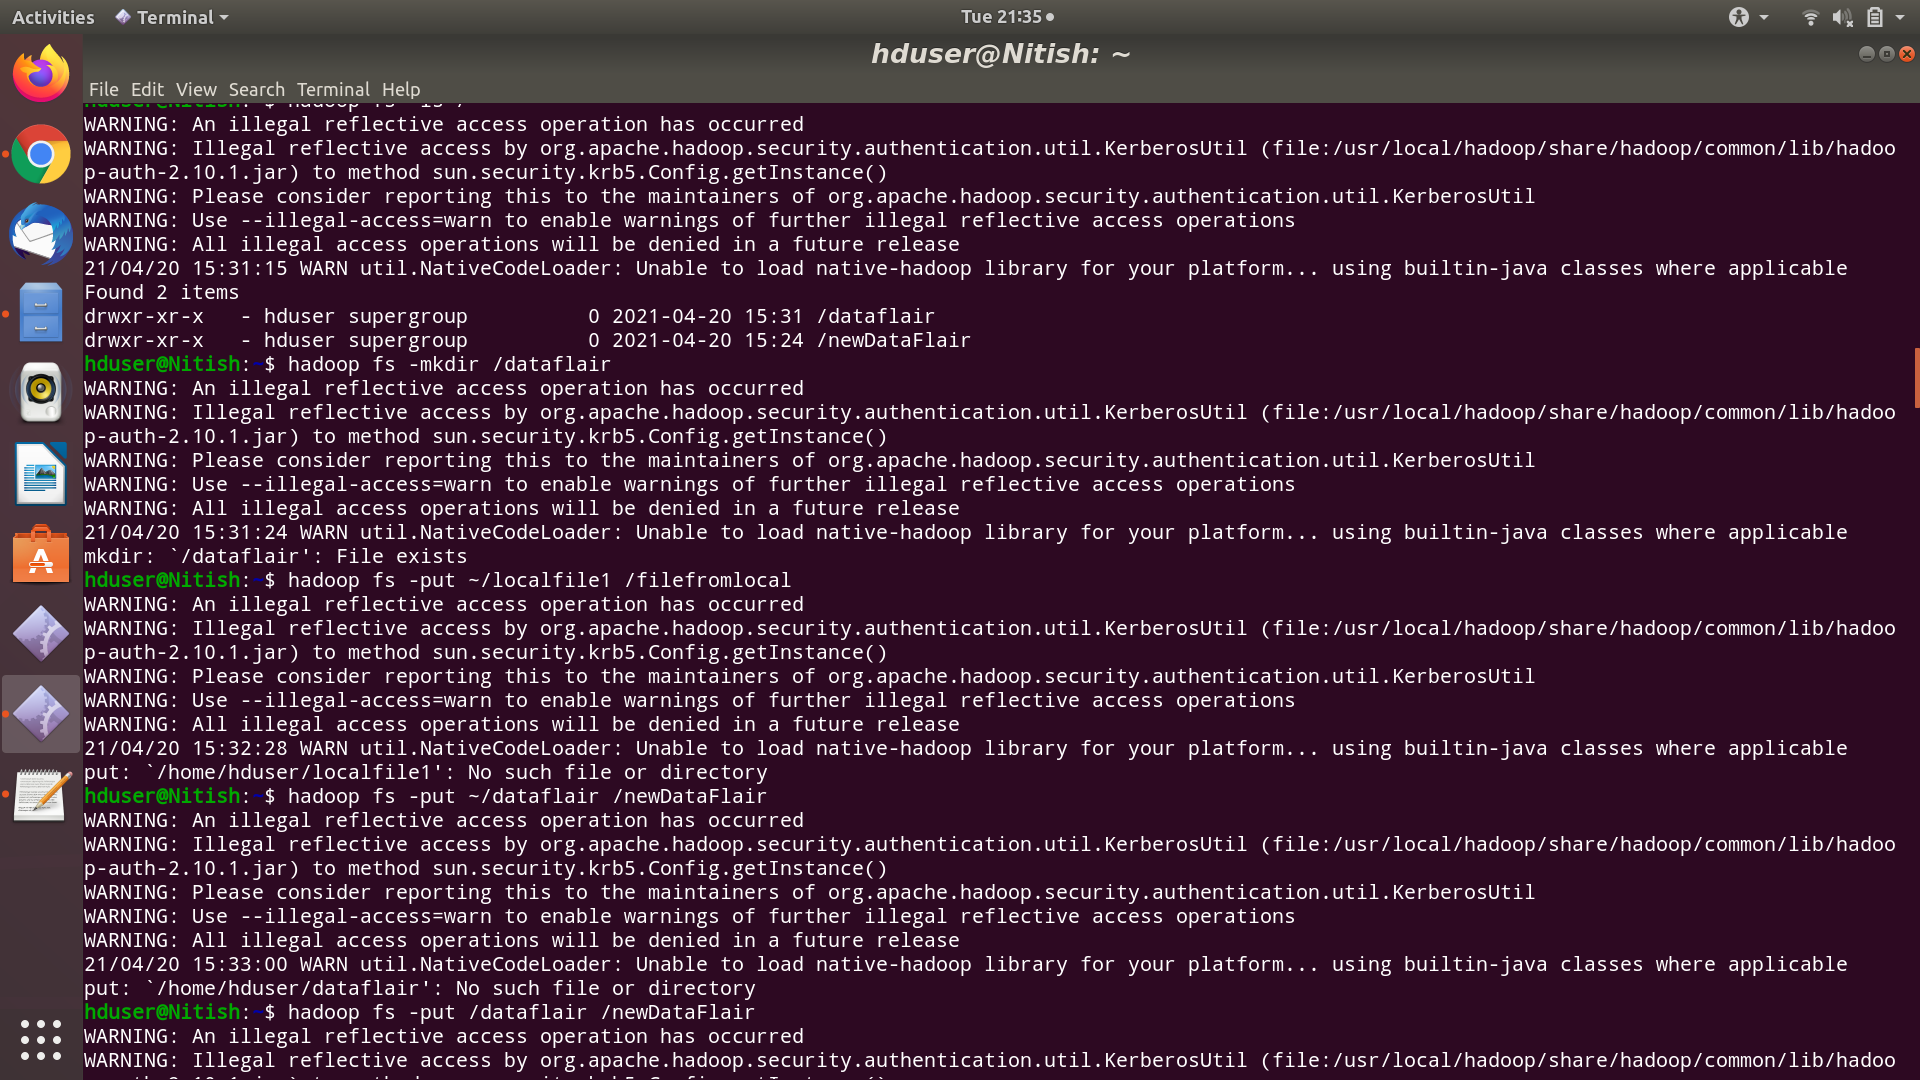 Activities
Terminal
Tue 21:35
hduser@Nitish: ~
File Edit View Search Terminal Help
hduser@Nitish:~$ hadoop fs -ls /
WARNING: An illegal reflective access operation has occurred
WARNING: Illegal reflective access by org.apache.hadoop.security.authentication.util.KerberosUtil (file:/usr/local/hadoop/share/hadoop/common/lib/hadoo
p-auth-2.10.1.jar) to method sun.security.krb5.Config.getInstance()
WARNING: Please consider reporting this to the maintainers of org.apache.hadoop.security.authentication.util.KerberosUtil
WARNING: Use --illegal-access=warn to enable warnings of further illegal reflective access operations
WARNING: All illegal access operations will be denied in a future release
21/04/20 15:31:15 WARN util.NativeCodeLoader: Unable to load native-hadoop library for your platform... using builtin-java classes where applicable
Found 2 items
drwxr-xr-x   - hduser supergroup          0 2021-04-20 15:31 /dataflair
drwxr-xr-x   - hduser supergroup          0 2021-04-20 15:24 /newDataFlair
hduser@Nitish:~$ hadoop fs -mkdir /dataflair
WARNING: An illegal reflective access operation has occurred
WARNING: Illegal reflective access by org.apache.hadoop.security.authentication.util.KerberosUtil (file:/usr/local/hadoop/share/hadoop/common/lib/hadoo
p-auth-2.10.1.jar) to method sun.security.krb5.Config.getInstance()
WARNING: Please consider reporting this to the maintainers of org.apache.hadoop.security.authentication.util.KerberosUtil
WARNING: Use --illegal-access=warn to enable warnings of further illegal reflective access operations
WARNING: All illegal access operations will be denied in a future release
21/04/20 15:31:24 WARN util.NativeCodeLoader: Unable to load native-hadoop library for your platform... using builtin-java classes where applicable
mkdir: `/dataflair': File exists
hduser@Nitish:~$ hadoop fs -put ~/localfile1 /filefromlocal
WARNING: An illegal reflective access operation has occurred
WARNING: Illegal reflective access by org.apache.hadoop.security.authentication.util.KerberosUtil (file:/usr/local/hadoop/share/hadoop/common/lib/hadoo
p-auth-2.10.1.jar) to method sun.security.krb5.Config.getInstance()
WARNING: Please consider reporting this to the maintainers of org.apache.hadoop.security.authentication.util.KerberosUtil
WARNING: Use --illegal-access=warn to enable warnings of further illegal reflective access operations
WARNING: All illegal access operations will be denied in a future release
21/04/20 15:32:28 WARN util.NativeCodeLoader: Unable to load native-hadoop library for your platform... using builtin-java classes where applicable
put: `/home/hduser/localfile1': No such file or directory
hduser@Nitish:~$ hadoop fs -put ~/dataflair /newDataFlair
WARNING: An illegal reflective access operation has occurred
WARNING: Illegal reflective access by org.apache.hadoop.security.authentication.util.KerberosUtil (file:/usr/local/hadoop/share/hadoop/common/lib/hadoo
p-auth-2.10.1.jar) to method sun.security.krb5.Config.getInstance()
WARNING: Please consider reporting this to the maintainers of org.apache.hadoop.security.authentication.util.KerberosUtil
WARNING: Use --illegal-access=warn to enable warnings of further illegal reflective access operations
WARNING: All illegal access operations will be denied in a future release
21/04/20 15:33:00 WARN util.NativeCodeLoader: Unable to load native-hadoop library for your platform... using builtin-java classes where applicable
put: `/home/hduser/dataflair': No such file or directory
hduser@Nitish:~$ hadoop fs -put /dataflair /newDataFlair
WARNING: An illegal reflective access operation has occurred
WARNING: Illegal reflective access by org.apache.hadoop.security.authentication.util.KerberosUtil (file:/usr/local/hadoop/share/hadoop/common/lib/hadoo